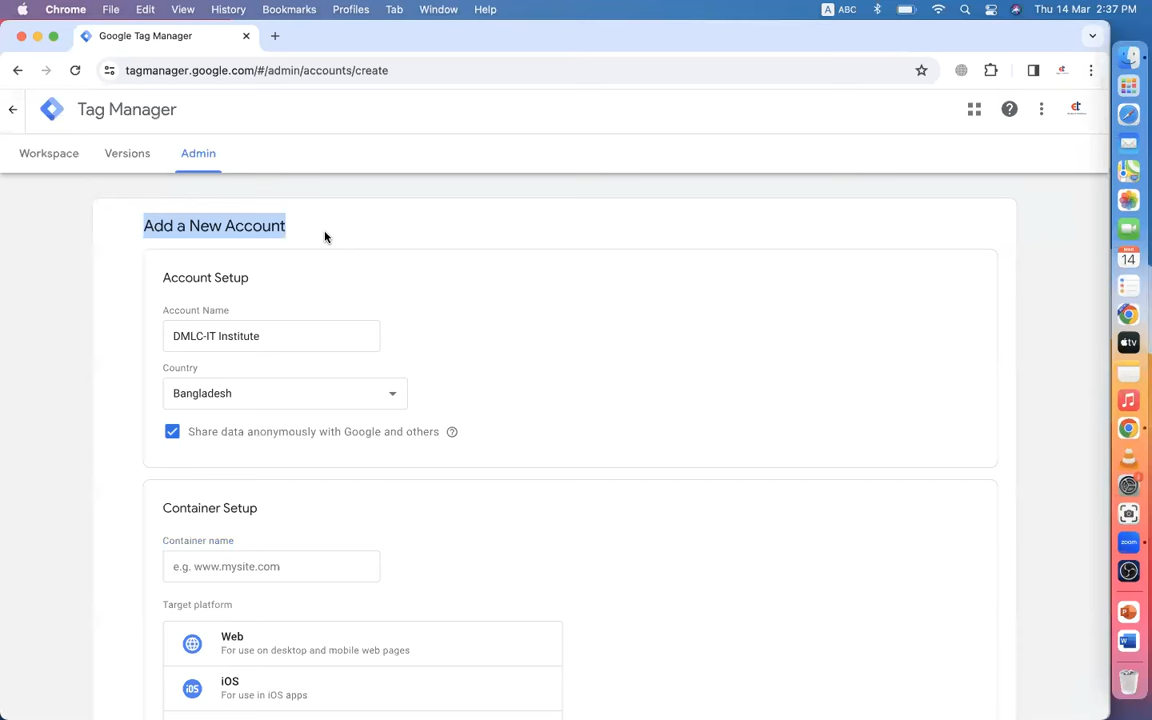 Chrome File Edit View History Bookmarks Profiles Tab Window Help A ABC Thu 14 Mar 2:37 PM
Google Tag Manager
tagmanager.google.com/#/admin/accounts/create
Tag Manager
Workspace Versions Admin
Add a New Account
Account Setup
Account Name
DMLC-IT Institute
Country
Bangladesh
Share data anonymously with Google and others
Container Setup
Container name
e.g. www.mysite.com
Target platform
Web
For use on desktop and mobile web pages
iOS
iOS
For use in iOS apps
14
tv
zoom